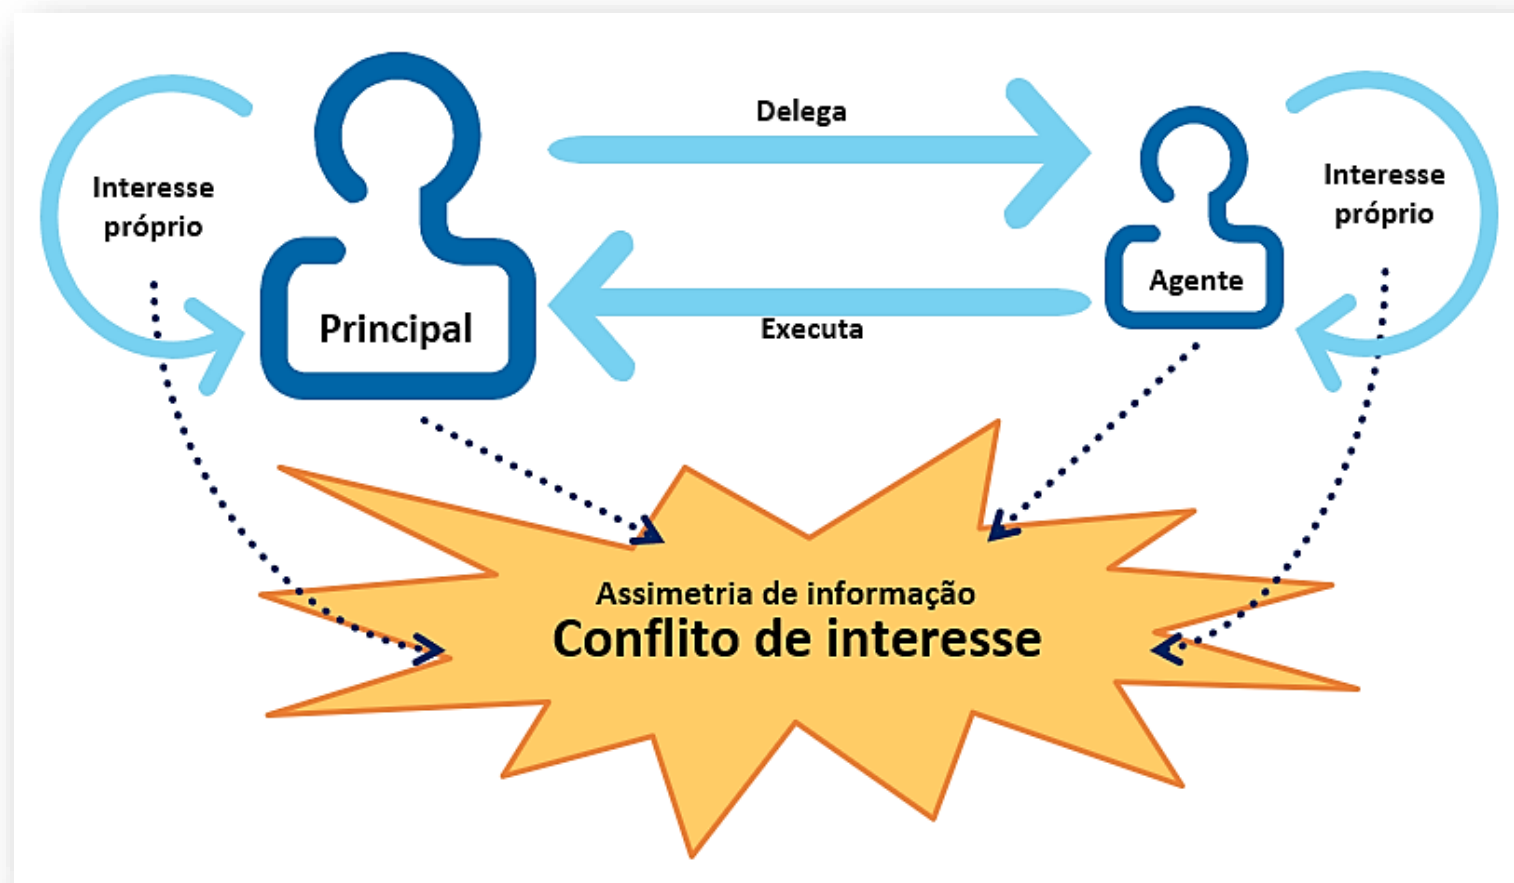 Delega
Interesse
próprio
Interesse
próprio
Agente
Principal
Executa
Assimetria de informação
Conflito de interesse